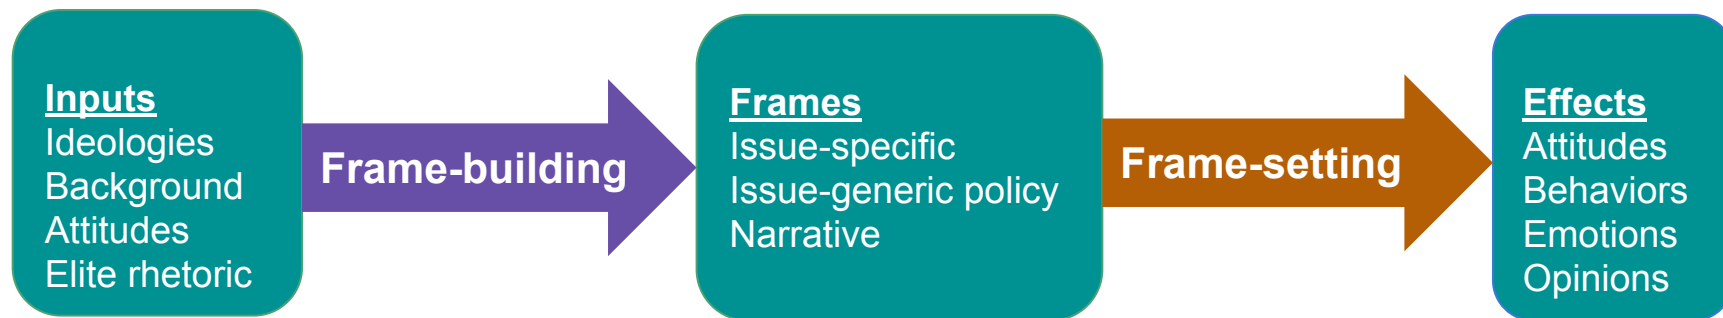 Inputs
Ideologies
Background
Attitudes
Elite rhetoric
Frame-building
Frames
Issue-specific
Issue-generic policy
Narrative
Frame-setting
Effects
Attitudes
Behaviors
Emotions
Opinions